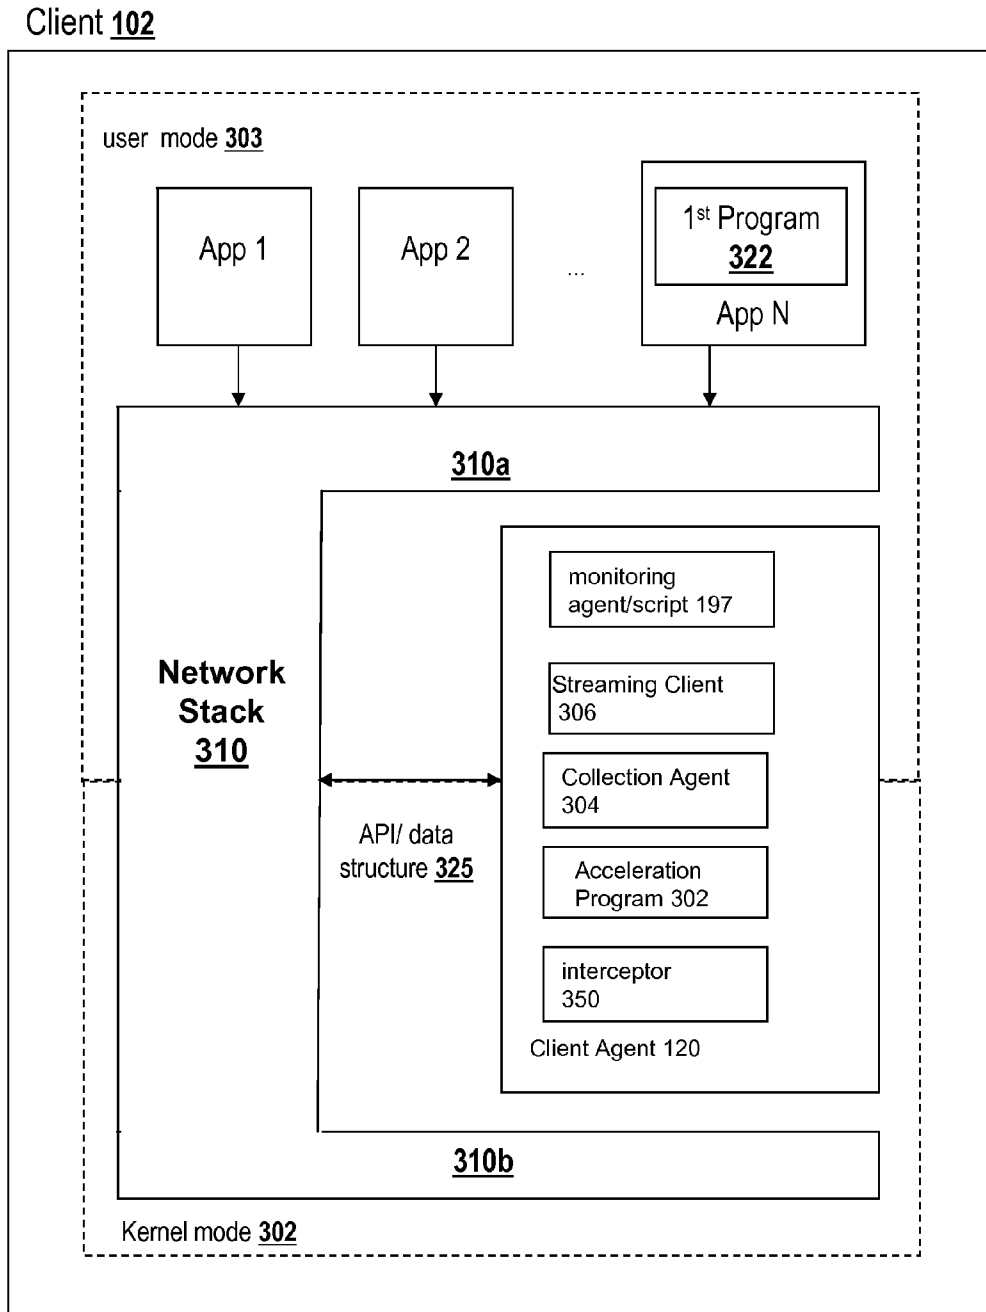 Client 102
user mode 303
App 1
App 2
...
1st Program
322
App N
310a
Network
Stack
310
monitoring
agent/script 197
Streaming Client
306
Collection Agent
304
Acceleration
Program 302
interceptor
350
Client Agent 120
API/ data
structure 325
310b
Kernel mode 302